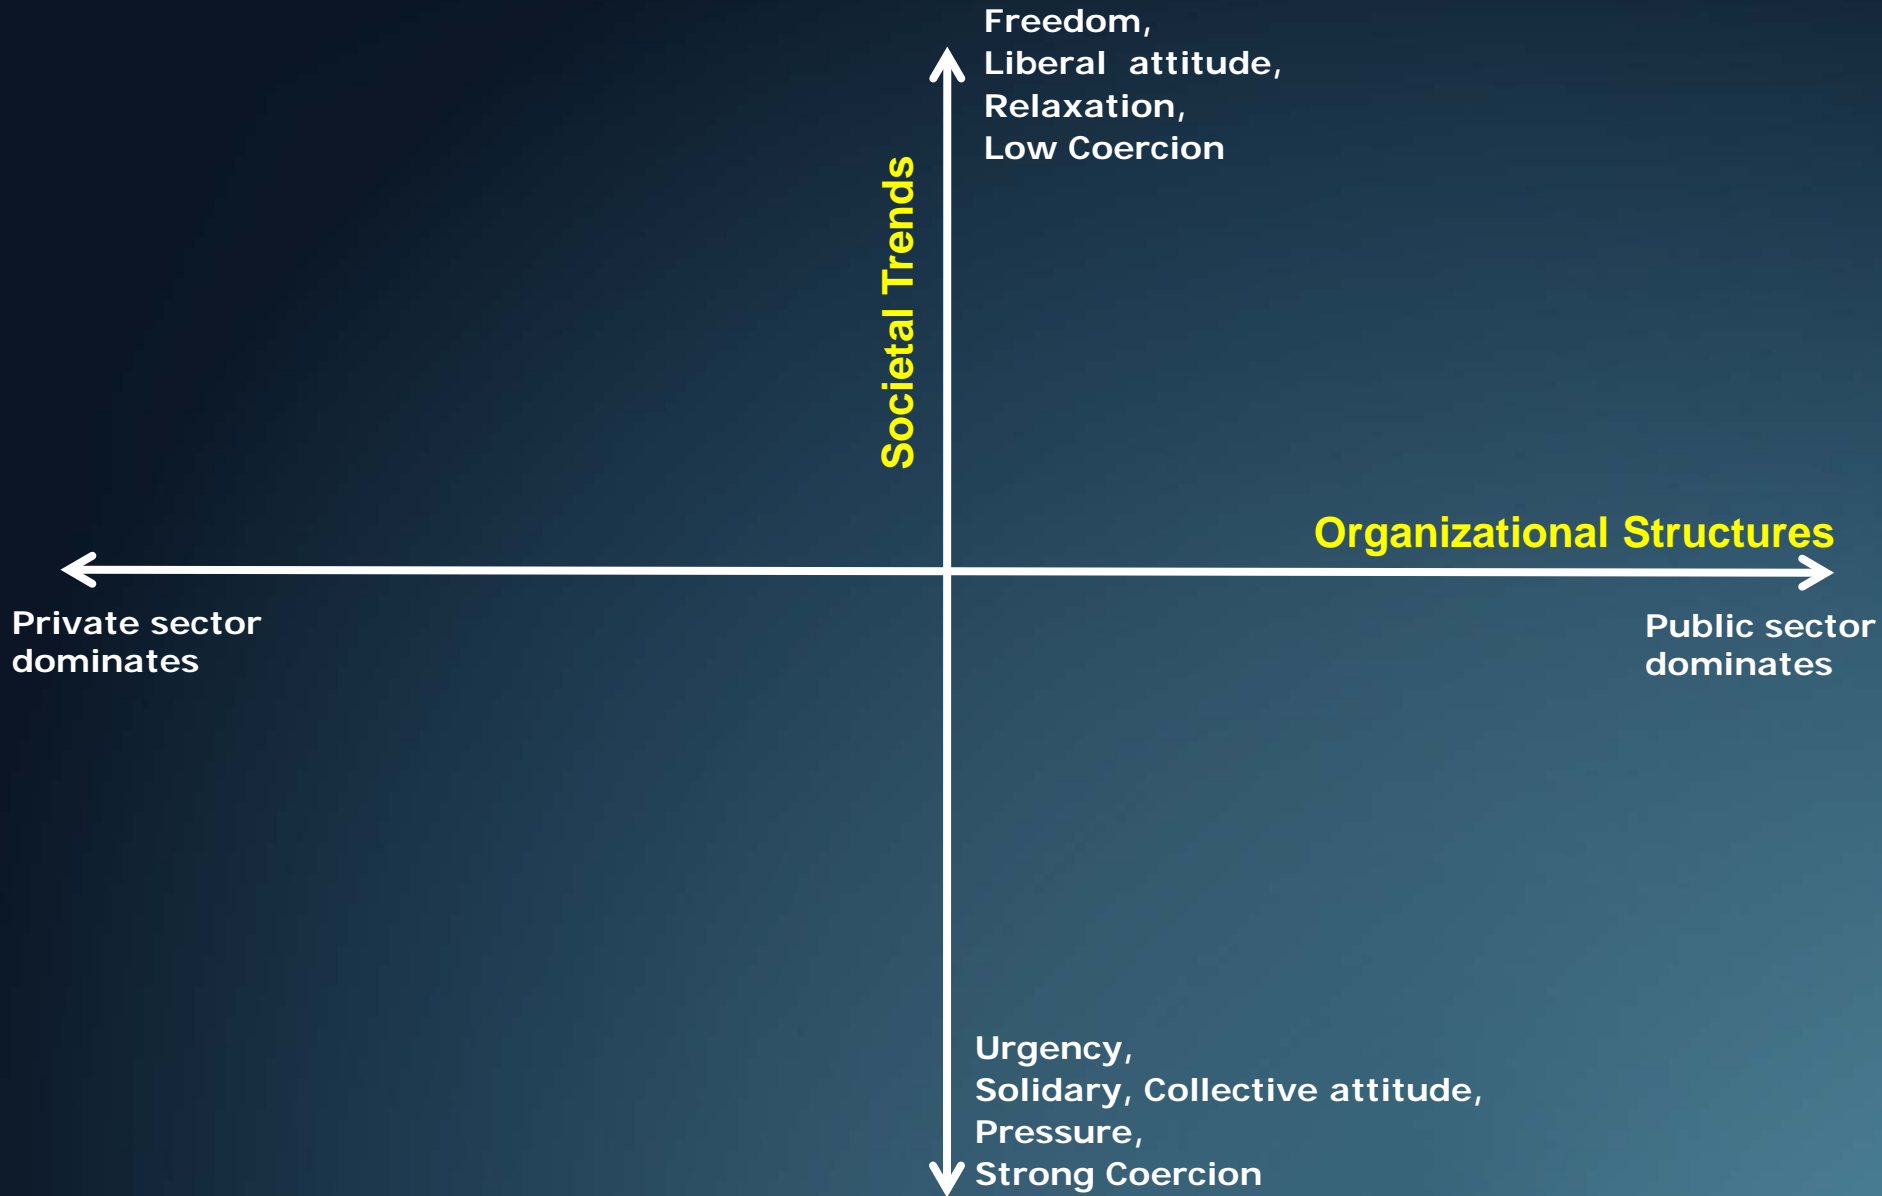 Freedom,
Liberal attitude,
Relaxation,
Low Coercion
Societal Trends
Organizational Structures
Private sector
dominates
Public sector
dominates
Urgency,
Solidary, Collective attitude,
Pressure,
Strong Coercion